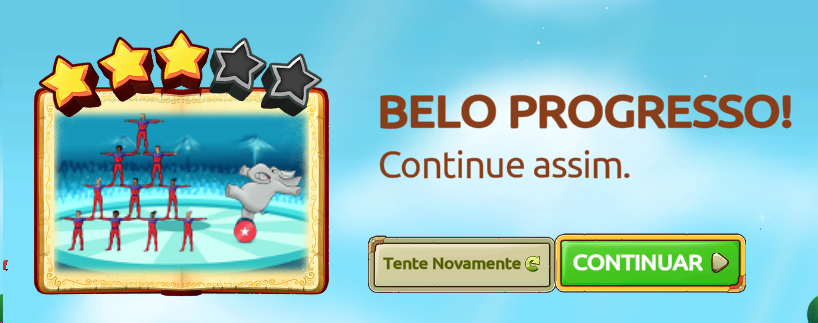 BELO PROGRESSO!
Continue assim.
Tente Novamente
CONTINUAR